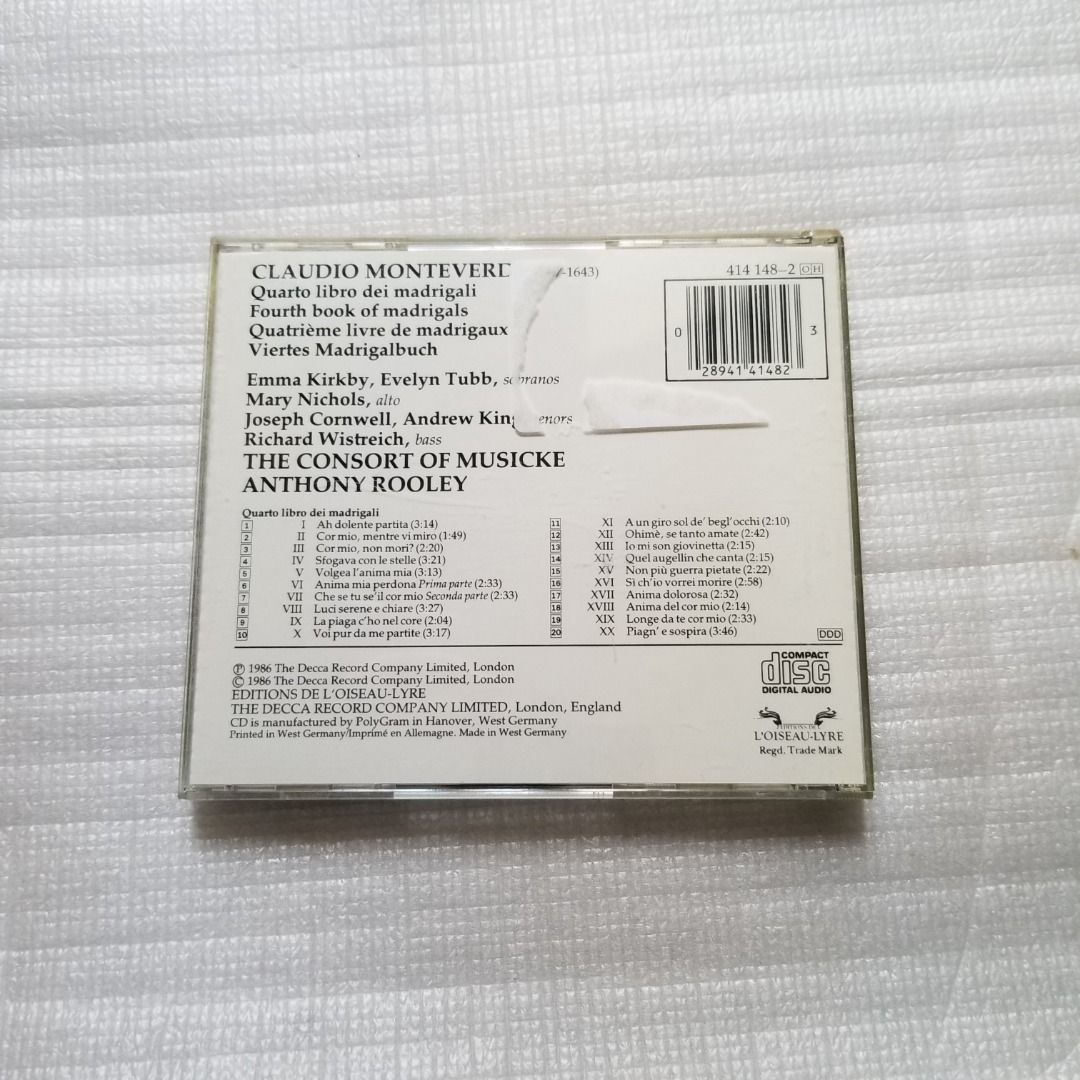 CLAUDIO MONTEVERD -1643)
414 148-2 OH
Quarto libro dei madrigali
Fourth book of madrigals
Quatrième livre de madrigaux
Viertes Madrigalbuch
0 28941 41482 3
Emma Kirkby, Evelyn Tubb, sopranos
Mary Nichols, alto
Joseph Cornwell, Andrew King enors
Richard Wistreich, bass
THE CONSORT OF MUSICKE
ANTHONY ROOLEY
Quarto libro dei madrigali
1 I Ah dolente partita (3:14)
2 II Cor mio, mentre vi miro (1:49)
3 III Cor mio, non mori? (2:20)
4 IV Sfogava con le stelle (3:21)
5 V Volgea l'anima mia (3:13)
6 VI Anima mia perdona Prima parte (2:33)
7 VII Che se tu se'il cor mio Seconda parte (2:33)
8 VIII Luci serene e chiare (3:27)
9 IX La piaga c'ho nel core (2:04)
10 X Voi pur da me partite (3:17)
11 XI A un giro sol de' begl'occhi (2:10)
12 XII Ohimè, se tanto amate (2:42)
13 XIII Io mi son giovinetta (2:15)
14 XIV Quel augellin che canta (2:15)
15 XV Non più guerra pietate (2:22)
16 XVI Sì ch'io vorrei morire (2:58)
17 XVII Anima dolorosa (2:32)
18 XVIII Anima del cor mio (2:14)
19 XIX Longe da te cor mio (2:33)
20 XX Piagn' e sospira (3:46)
DDD
℗ 1986 The Decca Record Company Limited, London
© 1986 The Decca Record Company Limited, London
EDITIONS DE L'OISEAU-LYRE
THE DECCA RECORD COMPANY LIMITED, London, England
CD is manufactured by PolyGram in Hanover, West Germany
Printed in West Germany/Imprimé en Allemagne. Made in West Germany
COMPACT
disc
DIGITAL AUDIO
EDITIONS DE
L'OISEAU-LYRE
Regd. Trade Mark